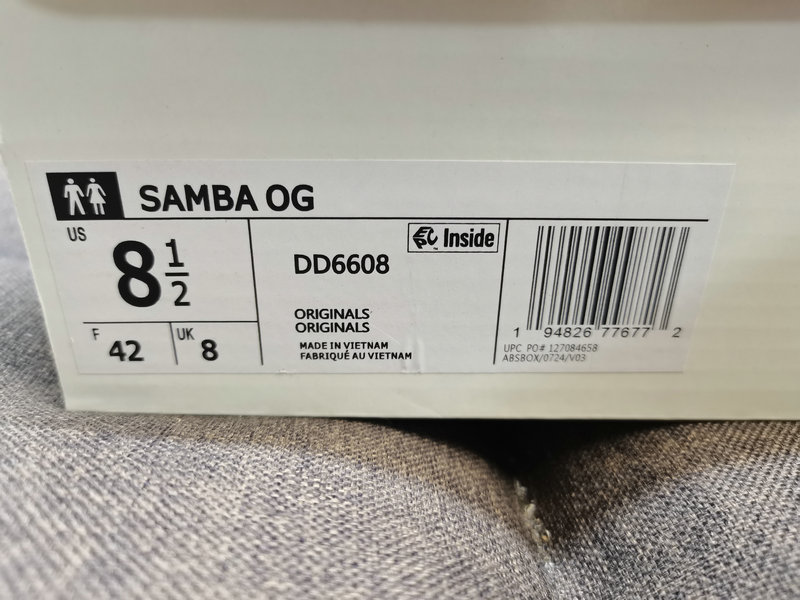 SAMBA OG
US
8 1/2
F
42
UK
8
DD6608
Inside
ORIGINALS
ORIGINALS
MADE IN VIETNAM
FABRIQUÉ AU VIETNAM
1 94826 77677 2
UPC PO# 127084658
ABSBOX/0724/V03